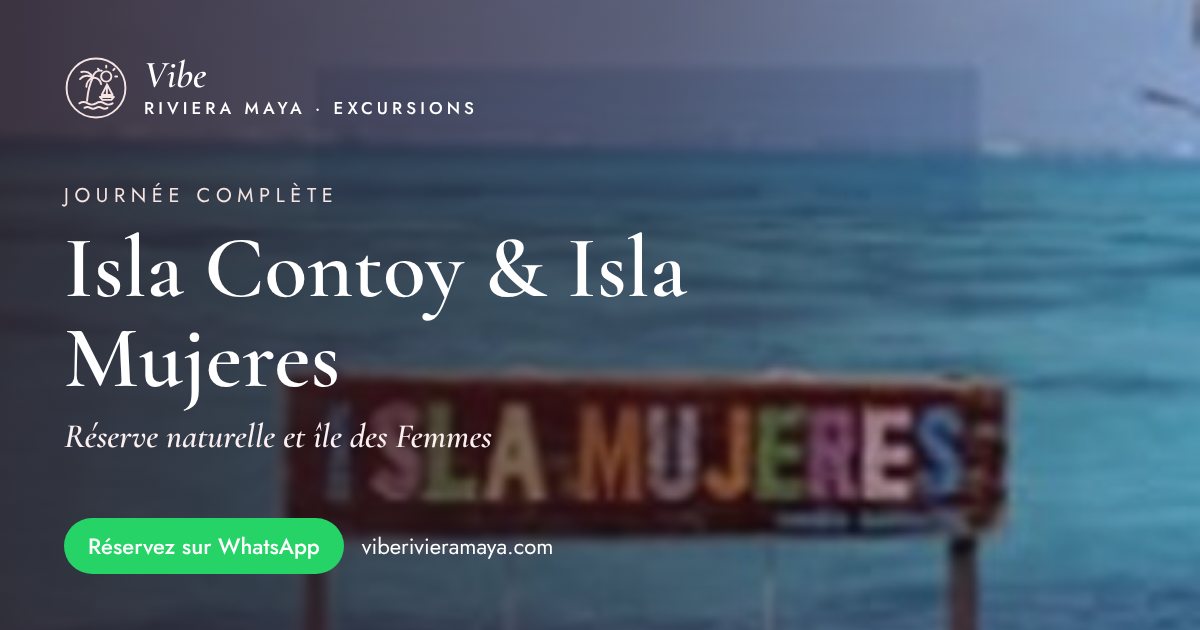 Vibe
RIVIERA MAYA · EXCURSIONS
JOURNÉE COMPLÈTE
Isla Contoy & Isla
Mujeres
Réserve naturelle et île des Femmes
ISLA MUJERES
Réservez sur WhatsApp
viberivieramaya.com